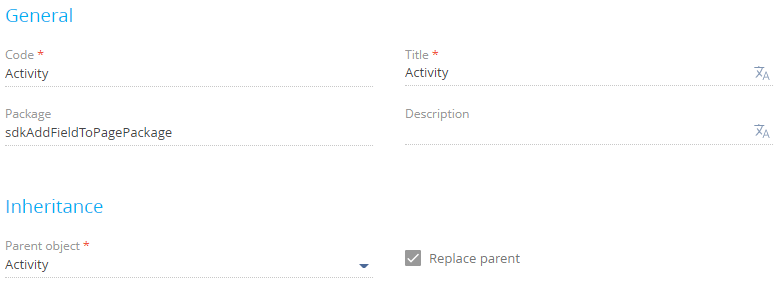 General
Code *
Activity
Title *
Activity
Package
sdkAddFieldToPagePackage
Description
Inheritance
Parent object *
Activity
Replace parent